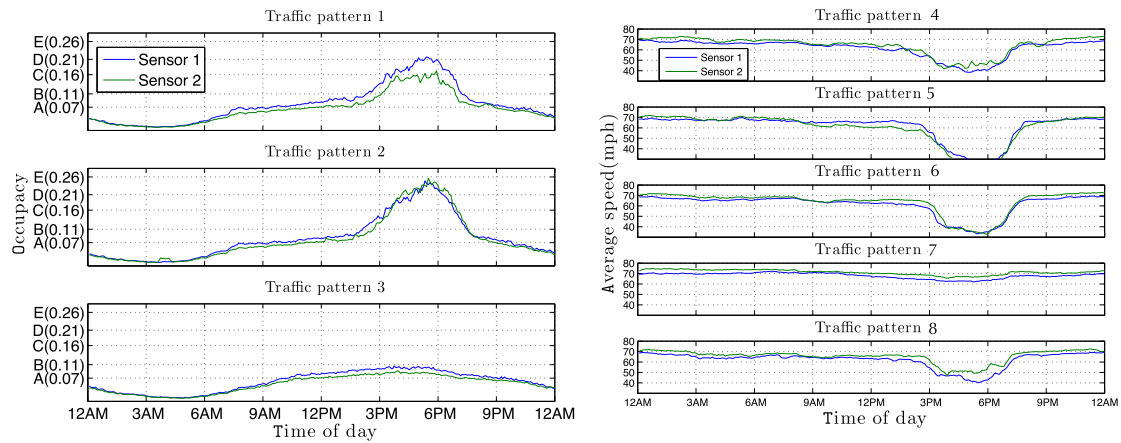 Traffic pattern 1
E(0.26)
D(0.21)
C(0.16)
B(0.11)
A(0.07)
Sensor 1
Sensor 2
Traffic pattern 2
E(0.26)
D(0.21)
C(0.16)
B(0.11)
A(0.07)
Occupacy
Traffic pattern 3
E(0.26)
D(0.21)
C(0.16)
B(0.11)
A(0.07)
12AM 3AM 6AM 9AM 12PM 3PM 6PM 9PM 12AM
Time of day
Traffic pattern 4
80
70
60
50
40
Sensor 1
Sensor 2
Traffic pattern 5
80
70
60
50
40
Average speed(mph)
Traffic pattern 6
80
70
60
50
40
Traffic pattern 7
80
70
60
50
40
Traffic pattern 8
80
70
60
50
40
12AM 3AM 6AM 9AM 12PM 3PM 6PM 9PM 12AM
Time of day